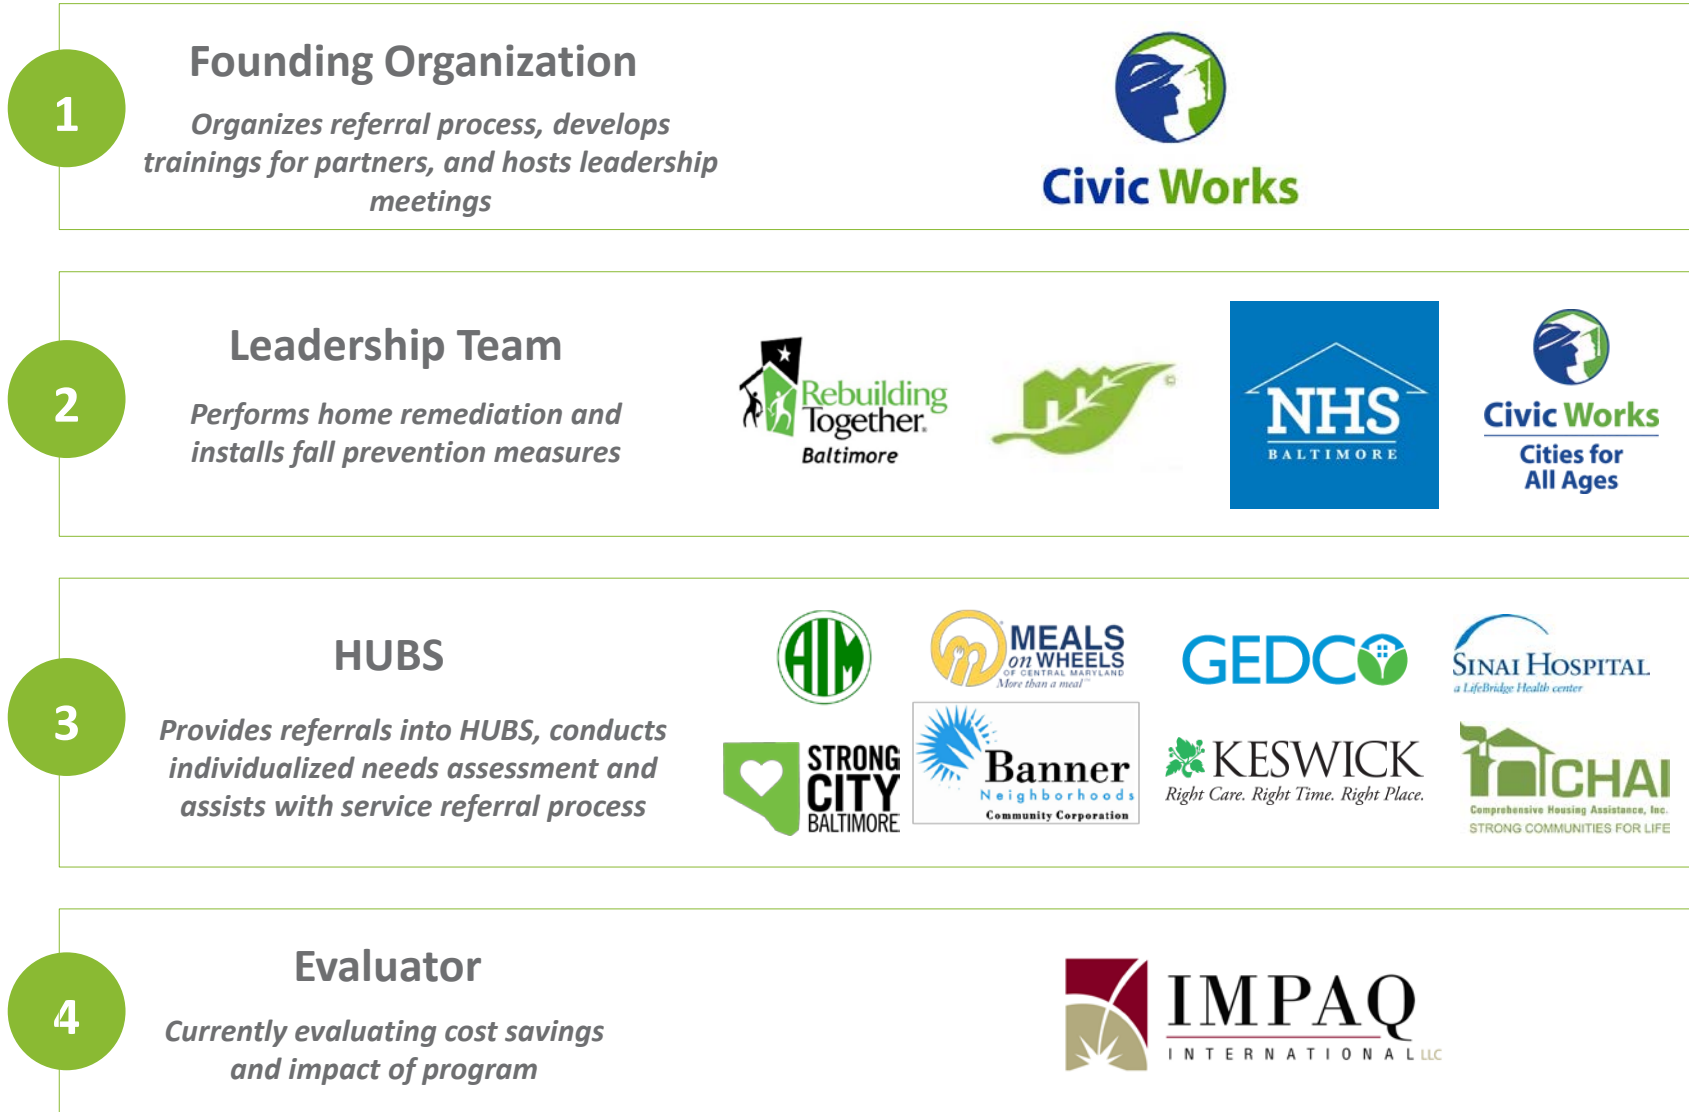 1
Founding Organization
Organizes referral process, develops
trainings for partners, and hosts leadership
meetings
Civic Works
2
Leadership Team
Performs home remediation and
installs fall prevention measures
Rebuilding
Together®
Baltimore
©
NHS
BALTIMORE
Civic Works
Cities for
All Ages
3
HUBS
Provides referrals into HUBS, conducts
individualized needs assessment and
assists with service referral process
AIM
MEALS
on WHEELS
OF CENTRAL MARYLAND
More than a meal™
GEDCO
SINAI HOSPITAL
a LifeBridge Health center
STRONG
CITY
BALTIMORE
Banner
Neighborhoods
Community Corporation
KESWICK
Right Care. Right Time. Right Place.
CHAI
Comprehensive Housing Assistance, Inc.
STRONG COMMUNITIES FOR LIFE
4
Evaluator
Currently evaluating cost savings
and impact of program
IMPAQ
INTERNATIONAL LLC